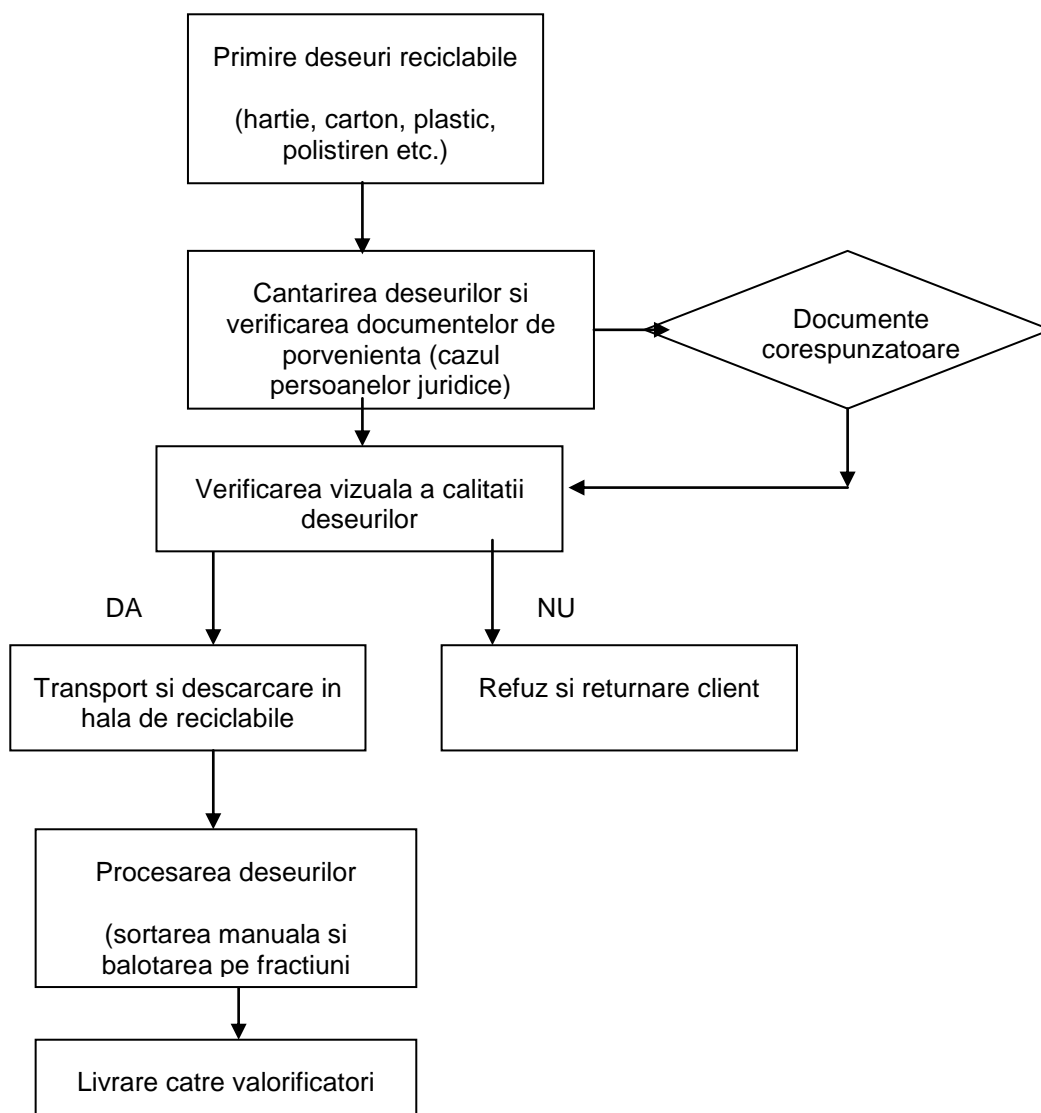 Primire deseuri reciclabile
(hartie, carton, plastic,
polistiren etc.)
Cantarirea deseurilor si
verificarea documentelor de
porvenienta (cazul
persoanelor juridice)
Documente
corespunzatoare
Verificarea vizuala a calitatii
deseurilor
DA
NU
Transport si descarcare in
hala de reciclabile
Refuz si returnare client
Procesarea deseurilor
(sortarea manuala si
balotarea pe fractiuni
Livrare catre valorificatori